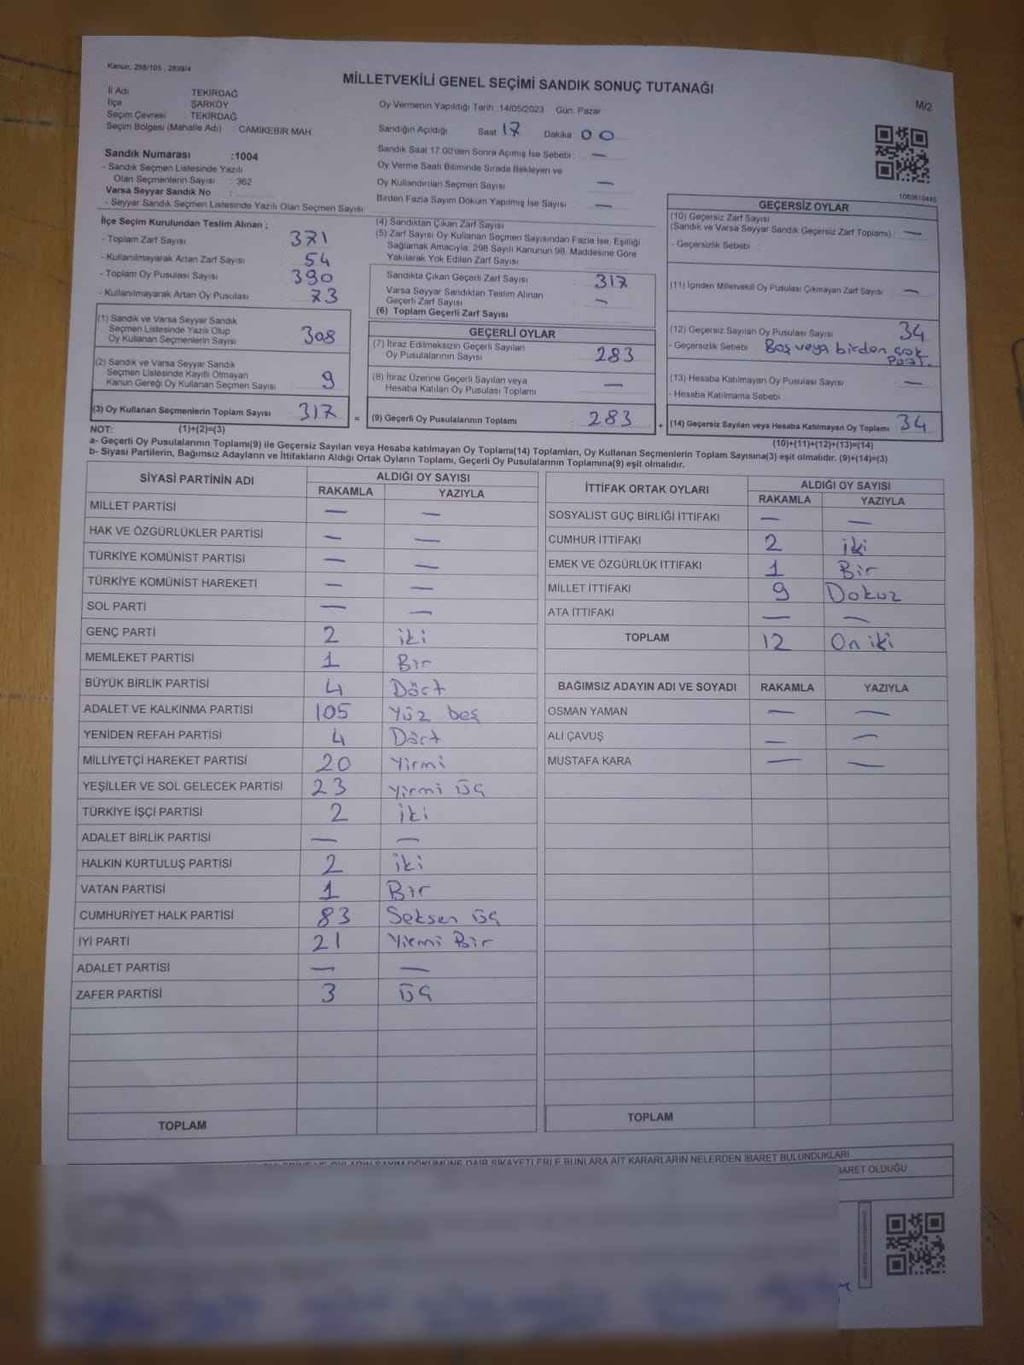 Kanun: 298/105 , 2839/4
MİLLETVEKİLİ GENEL SEÇİMİ SANDIK SONUÇ TUTANAĞI
M/2
İl Adı TEKİRDAĞ
İlçe ŞARKÖY
Seçim Çevresi TEKİRDAĞ
Seçim Bölgesi (Mahalle Adı) CAMİKEBİR MAH.
Sandık Numarası :1004
- Sandık Seçmen Listesinde Yazılı
Olan Seçmenlerin Sayısı : 362
Varsa Seyyar Sandık No :
- Seyyar Sandık Seçmen Listesinde Yazılı Olan Seçmen Sayısı:
Oy Vermenin Yapıldığı Tarih: 14/05/2023 Gün: Pazar
Sandığın Açıldığı Saat 17 Dakika 00
Sandık Saat 17:00'den Sonra Açılmış İse Sebebi : —
Oy Verme Saati Bitiminde Sırada Bekleyen ve
Oy Kullandırılan Seçmen Sayısı —
Birden Fazla Sayım Döküm Yapılmış İse Sayısı —
İlçe Seçim Kurulundan Teslim Alınan ;
- Toplam Zarf Sayısı 371
- Kullanılmayarak Artan Zarf Sayısı 54
- Toplam Oy Pusulası Sayısı 390
- Kullanılmayarak Artan Oy Pusulası 73
(1) Sandık ve Varsa Seyyar Sandık
Seçmen Listesinde Yazılı Olup
Oy Kullanan Seçmenlerin Sayısı 308
(2) Sandık ve Varsa Seyyar Sandık
Seçmen Listesinde Kayıtlı Olmayan
Kanun Gereği Oy Kullanan Seçmen Sayısı 9
(3) Oy Kullanan Seçmenlerin Toplam Sayısı 317
(4) Sandıktan Çıkan Zarf Sayısı
(5) Zarf Sayısı Oy Kullanan Seçmen Sayısından Fazla İse, Eşitliği
Sağlamak Amacıyla, 298 Sayılı Kanunun 98. Maddesine Göre
Yakılarak Yok Edilen Zarf Sayısı
Sandıkta Çıkan Geçerli Zarf Sayısı 317
Varsa Seyyar Sandıktan Teslim Alınan
Geçerli Zarf Sayısı —
(6) Toplam Geçerli Zarf Sayısı
GEÇERLİ OYLAR
(7) İtiraz Edilmeksizin Geçerli Sayılan
Oy Pusulalarının Sayısı 283
(8) İtiraz Üzerine Geçerli Sayılan veya
Hesaba Katılan Oy Pusulası Toplamı —
= (9) Geçerli Oy Pusulalarının Toplamı 283
GEÇERSİZ OYLAR
(10) Geçersiz Zarf Sayısı
(Sandık ve Varsa Seyyar Sandık Geçersiz Zarf Toplamı) —
- Geçersizlik Sebebi
(11) İçinden Milletvekili Oy Pusulası Çıkmayan Zarf Sayısı —
(12) Geçersiz Sayılan Oy Pusulası Sayısı 34
- Geçersizlik Sebebi Boş veya birden çok
(13) Hesaba Katılmayan Oy Pusulası Sayısı —
- Hesaba Katılmama Sebebi
+ (14) Geçersiz Sayılan veya Hesaba Katılmayan Oy Toplamı 34
NOT: (1)+(2)=(3)
(10)+(11)+(12)+(13)=(14)
a- Geçerli Oy Pusulalarının Toplamı(9) ile Geçersiz Sayılan veya Hesaba katılmayan Oy Toplamı(14) Toplamları, Oy Kullanan Seçmenlerin Toplam Sayısına(3) eşit olmalıdır. (9)+(14)=(3)
b- Siyasi Partilerin, Bağımsız Adayların ve İttifakların Aldığı Ortak Oyların Toplamı, Geçerli Oy Pusulalarının Toplamına(9) eşit olmalıdır.
SİYASİ PARTİNİN ADI ALDIĞI OY SAYISI
RAKAMLA YAZIYLA
MİLLET PARTİSİ — —
HAK VE ÖZGÜRLÜKLER PARTİSİ — —
TÜRKİYE KOMÜNİST PARTİSİ — —
TÜRKİYE KOMÜNİST HAREKETİ — —
SOL PARTİ — —
GENÇ PARTİ 2 iki
MEMLEKET PARTİSİ 1 Bir
BÜYÜK BİRLİK PARTİSİ 4 Dört
ADALET VE KALKINMA PARTİSİ 105 Yüz beş
YENİDEN REFAH PARTİSİ 4 Dört
MİLLİYETÇİ HAREKET PARTİSİ 20 Yirmi
YEŞİLLER VE SOL GELECEK PARTİSİ 23 Yirmi üç
TÜRKİYE İŞÇİ PARTİSİ 2 İki
ADALET BİRLİK PARTİSİ — —
HALKIN KURTULUŞ PARTİSİ 2 iki
VATAN PARTİSİ 1 Bir
CUMHURİYET HALK PARTİSİ 83 Seksen üç
İYİ PARTİ 21 Yirmi Bir
ADALET PARTİSİ — —
ZAFER PARTİSİ 3 üç
TOPLAM
İTTİFAK ORTAK OYLARI ALDIĞI OY SAYISI
RAKAMLA YAZIYLA
SOSYALİST GÜÇ BİRLİĞİ İTTİFAKI — —
CUMHUR İTTİFAKI 2 iki
EMEK VE ÖZGÜRLÜK İTTİFAKI 1 Bir
MİLLET İTTİFAKI 9 Dokuz
ATA İTTİFAKI — —
TOPLAM 12 On iki
BAĞIMSIZ ADAYIN ADI VE SOYADI RAKAMLA YAZIYLA
OSMAN YAMAN — —
ALİ ÇAVUŞ — —
MUSTAFA KARA — —
TOPLAM
DAİR ŞİKAYETLERLE BUNLARA AİT KARARLARIN NELERDEN İBARET BULUNDUKLARI
OLDUĞU